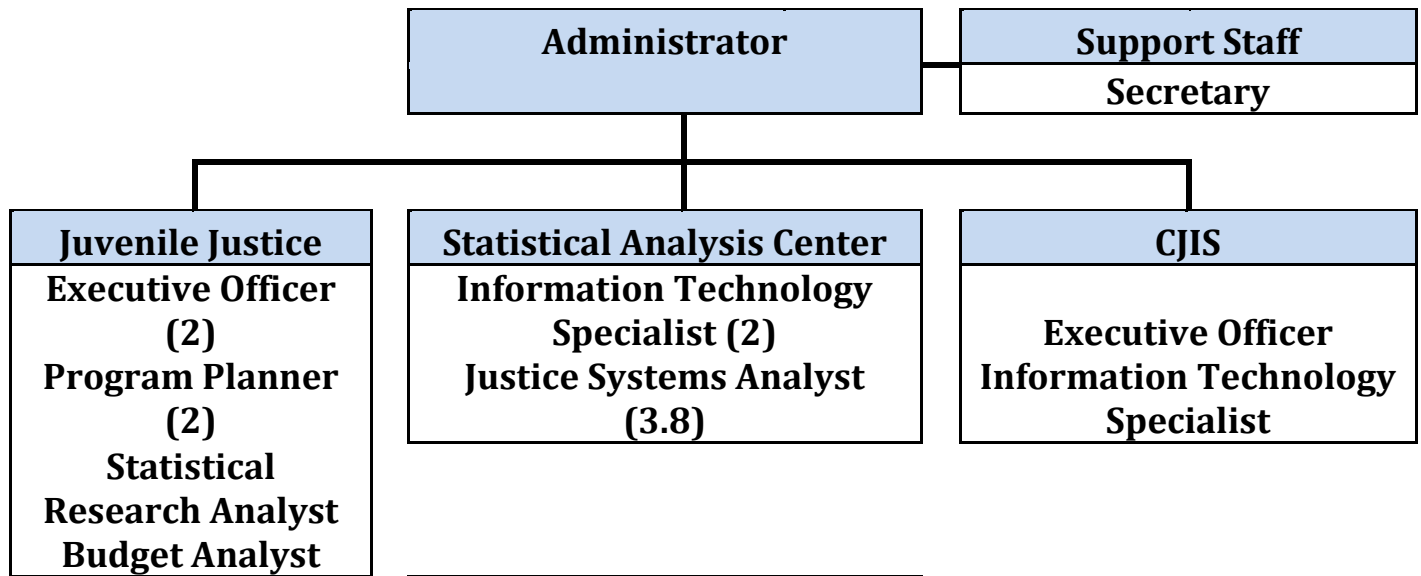 Administrator
Support Staff
Secretary
Juvenile Justice
Executive Officer
(2)
Program Planner
(2)
Statistical
Research Analyst
Budget Analyst
Statistical Analysis Center
Information Technology
Specialist (2)
Justice Systems Analyst
(3.8)
CJIS
Executive Officer
Information Technology
Specialist